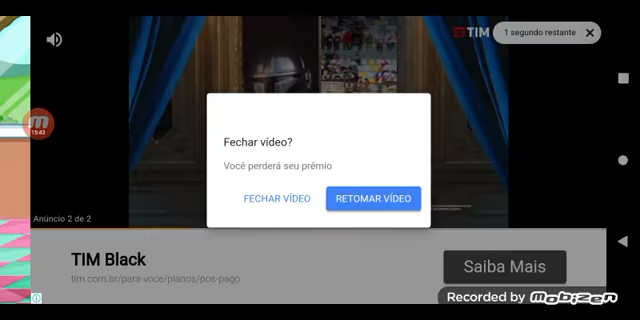 TIM
1 segundo restante
15:43
Fechar vídeo?
Você perderá seu prêmio
FECHAR VÍDEO
RETOMAR VÍDEO
Anúncio 2 de 2
TIM Black
tim.com.br/para-voce/planos/pos-pago
Saiba Mais
Recorded by Mobizen